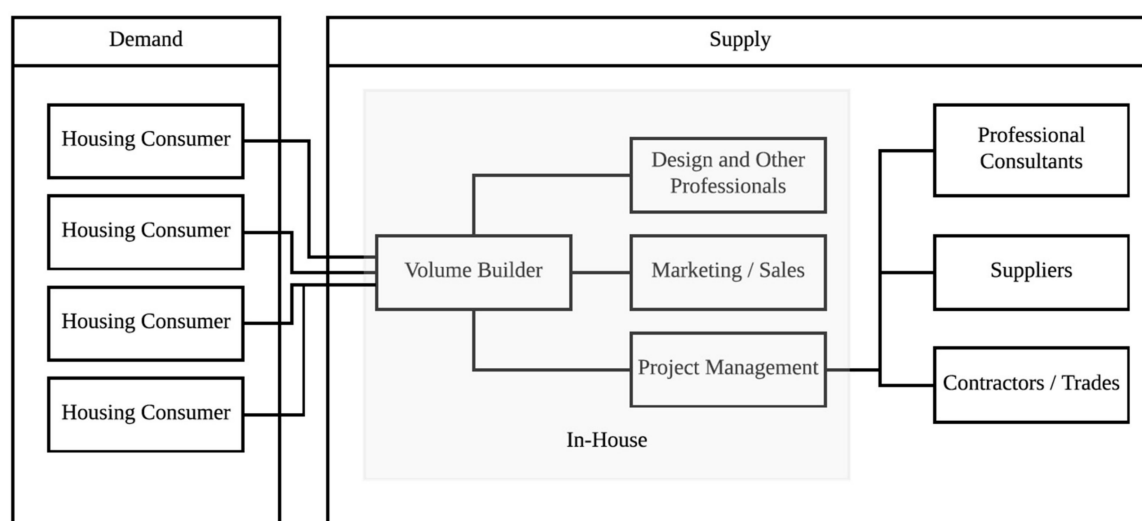 Demand
Supply
Housing Consumer
Housing Consumer
Housing Consumer
Housing Consumer
Volume Builder
Design and Other
Professionals
Marketing / Sales
Project Management
In-House
Professional
Consultants
Suppliers
Contractors / Trades